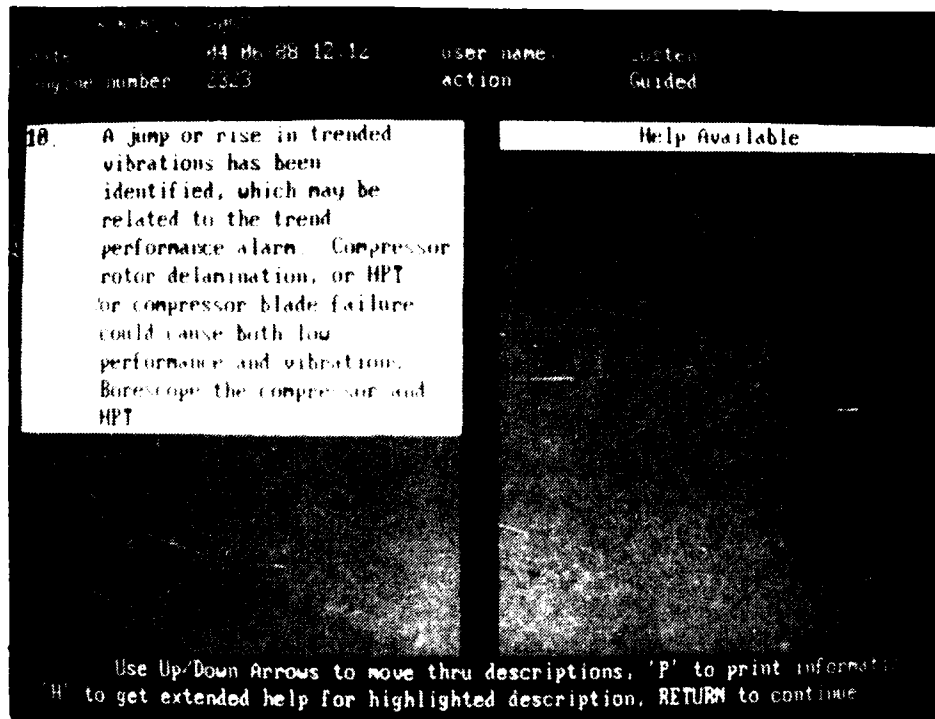 04 06 88 12:12 user name.
engine number 2323 action Guided
10. A jump or rise in trended
vibrations has been
identified, which may be
related to the trend
performance alarm. Compressor
rotor delamination, or HPT
or compressor blade failure
could cause both low
performance and vibrations.
Borescope the compressor and
HPT
Help Available
Use Up/Down Arrows to move thru descriptions, 'P' to print informati
'H' to get extended help for highlighted description, RETURN to continue